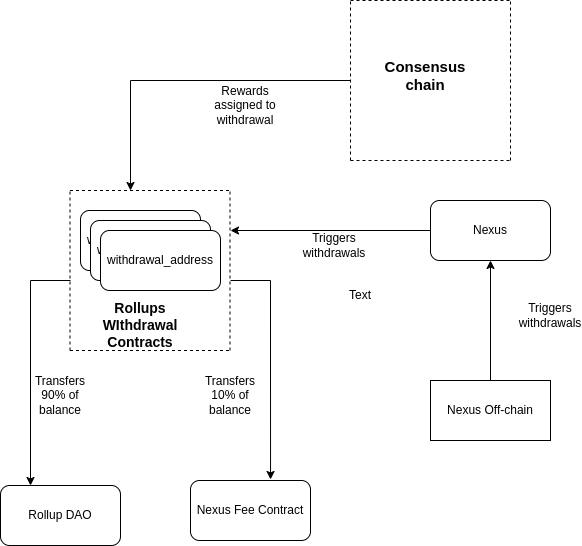 Consensus
chain
Rewards
assigned to
withdrawal
Nexus
Triggers
withdrawals
withdrawal_address
Text
Rollups
WIthdrawal
Contracts
Triggers
withdrawals
Transfers
90% of
balance
Transfers
10% of
balance
Nexus Off-chain
Rollup DAO
Nexus Fee Contract